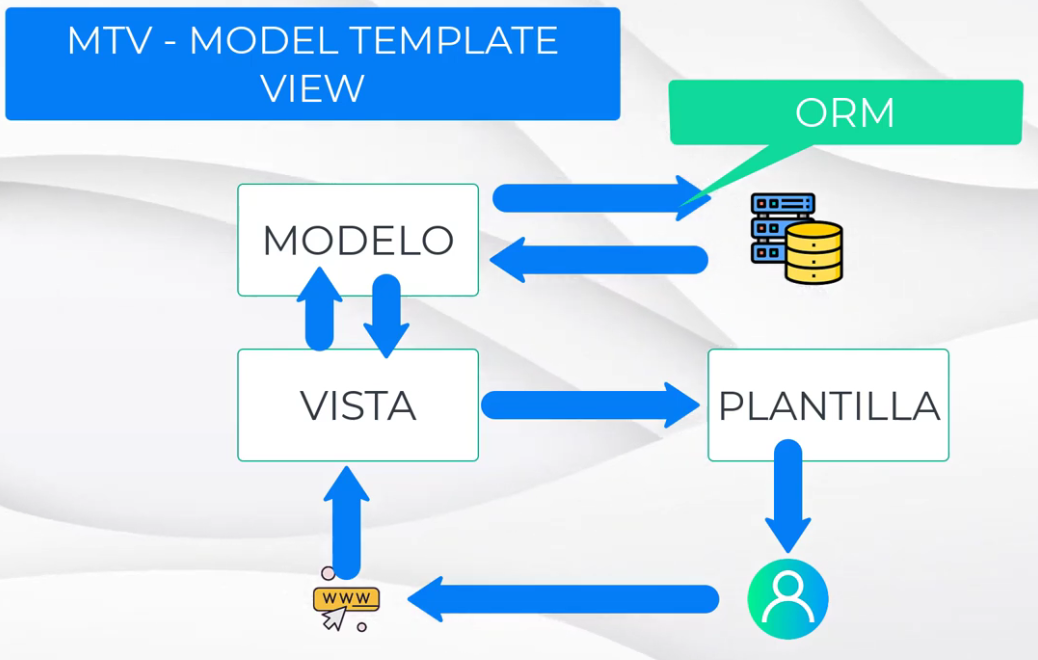 MTV - MODEL TEMPLATE
VIEW
ORM
MODELO
VISTA
PLANTILLA
WWW